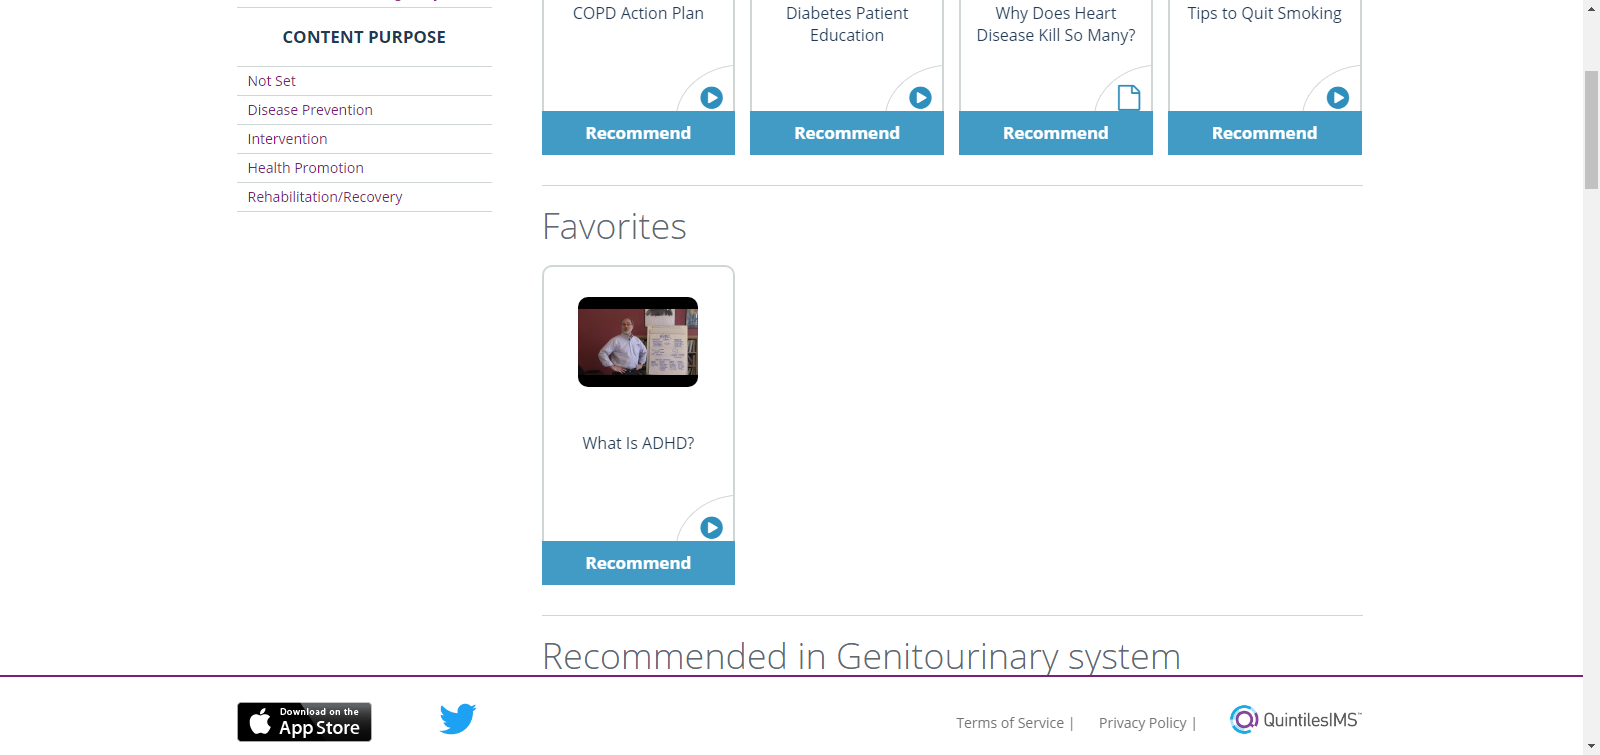 CONTENT PURPOSE
Not Set
Disease Prevention
Intervention
Health Promotion
Rehabilitation/Recovery
COPD Action Plan
Diabetes Patient
Education
Why Does Heart
Disease Kill So Many?
Tips to Quit Smoking
Recommend
Recommend
Recommend
Recommend
Favorites
What Is ADHD?
Recommend
Recommended in Genitourinary system
Download on the
App Store
Terms of Service |
Privacy Policy |
QuintilesIMS™